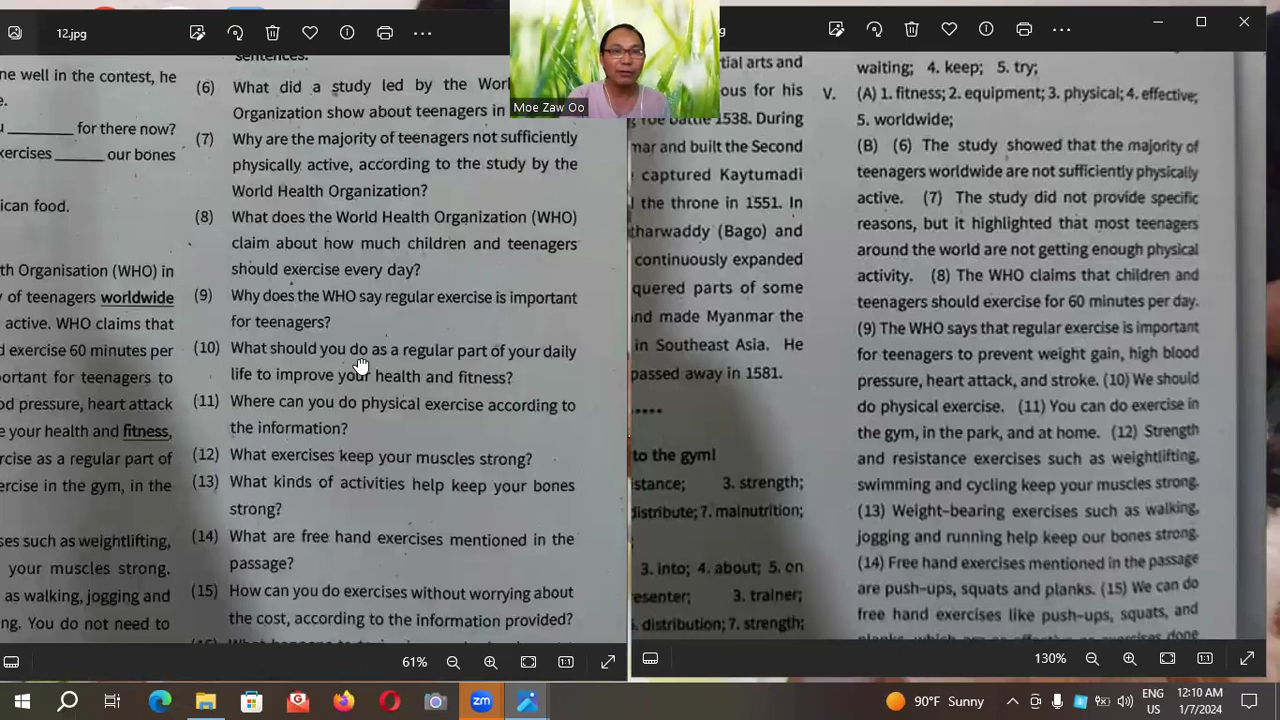 12.jpg
ne well in the contest, he
e.
u ________ for there now?
exercises ______ our bones
ican food.
th Organisation (WHO) in
y of teenagers worldwide
active. WHO claims that
d exercise 60 minutes per
portant for teenagers to
od pressure, heart attack
e your health and fitness,
rcise as a regular part of
ercise in the gym, in the
ses such as weightlifting,
your muscles strong.
as walking, jogging and
ng. You do not need to
sentences.
(6) What did a study led by the Worl
Organization show about teenagers in
(7) Why are the majority of teenagers not sufficiently
physically active, according to the study by the
World Health Organization?
(8) What does the World Health Organization (WHO)
claim about how much children and teenagers
should exercise every day?
(9) Why does the WHO say regular exercise is important
for teenagers?
(10) What should you do as a regular part of your daily
life to improve your health and fitness?
(11) Where can you do physical exercise according to
the information?
(12) What exercises keep your muscles strong?
(13) What kinds of activities help keep your bones
strong?
(14) What are free hand exercises mentioned in the
passage?
(15) How can you do exercises without worrying about
the cost, according to the information provided?
61%
1:1
Moe Zaw Oo
tial arts and
ous for his
g roe battle 1538. During
mar and built the Second
captured Kaytumadi
the throne in 1551. In
tharwaddy (Bago) and
continuously expanded
quered parts of some
nd made Myanmar the
in Southeast Asia. He
passed away in 1581.
to the gym!
istance; 3. strength;
distribute; 7. malnutrition;
3. into; 4. about; 5. on
resenter; 3. trainer;
. distribution; 7. strength;
waiting; 4. keep; 5. try;
V. (A) 1. fitness; 2. equipment; 3. physical; 4. effective;
5. worldwide;
(B) (6) The study showed that the majority of
teenagers worldwide are not sufficiently physically
active. (7) The study did not provide specific
reasons, but it highlighted that most teenagers
around the world are not getting enough physical
activity. (8) The WHO claims that children and
teenagers should exercise for 60 minutes per day.
(9) The WHO says that regular exercise is important
for teenagers to prevent weight gain, high blood
pressure, heart attack, and stroke. (10) We should
do physical exercise. (11) You can do exercise in
the gym, in the park, and at home. (12) Strength
and resistance exercises such as weightlifting,
swimming and cycling keep your muscles strong.
(13) Weight-bearing exercises such as walking,
jogging and running help keep our bones strong.
(14) Free hand exercises mentioned in the passage
are push-ups, squats and planks. (15) We can do
free hand exercises like push-ups, squats, and
planks, which are as effective as exercises done
130%
1:1
zm
90°F Sunny
ENG
US
12:10 AM
1/7/2024